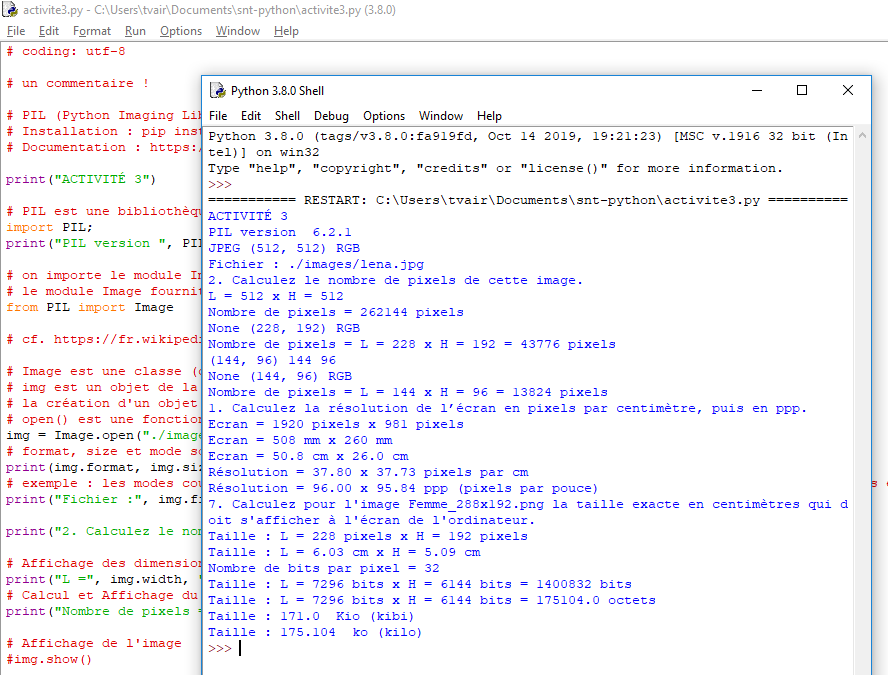 activite3.py - C:\Users\tvair\Documents\snt-python\activite3.py (3.8.0)
File Edit Format Run Options Window Help
# coding: utf-8
# un commentaire !
# PIL (Python Imaging Lib
# Installation : pip inst
# Documentation : https:/
print("ACTIVITÉ 3")
# PIL est une bibliothèqu
import PIL;
print("PIL version ", PIL
# on importe le module Im
# le module Image fournit
from PIL import Image
# cf. https://fr.wikipedi
# Image est une classe (c
# img est un objet de la
# la création d'un objet
# open() est une fonction
img = Image.open("./image
# format, size et mode so
print(img.format, img.siz
# exemple : les modes cou
print("Fichier :", img.fi
print("2. Calculez le nom
# Affichage des dimension
print("L =", img.width, "
# Calcul et Affichage du
print("Nombre de pixels =
# Affichage de l'image
#img.show()
Python 3.8.0 Shell
File Edit Shell Debug Options Window Help
Python 3.8.0 (tags/v3.8.0:fa919fd, Oct 14 2019, 19:21:23) [MSC v.1916 32 bit (In
tel)] on win32
Type "help", "copyright", "credits" or "license()" for more information.
>>>
=========== RESTART: C:\Users\tvair\Documents\snt-python\activite3.py ==========
ACTIVITÉ 3
PIL version  6.2.1
JPEG (512, 512) RGB
Fichier : ./images/lena.jpg
2. Calculez le nombre de pixels de cette image.
L = 512 x H = 512
Nombre de pixels = 262144 pixels
None (228, 192) RGB
Nombre de pixels = L = 228 x H = 192 = 43776 pixels
(144, 96) 144 96
None (144, 96) RGB
Nombre de pixels = L = 144 x H = 96 = 13824 pixels
1. Calculez la résolution de l’écran en pixels par centimètre, puis en ppp.
Ecran = 1920 pixels x 981 pixels
Ecran = 508 mm x 260 mm
Ecran = 50.8 cm x 26.0 cm
Résolution = 37.80 x 37.73 pixels par cm
Résolution = 96.00 x 95.84 ppp (pixels par pouce)
7. Calculez pour l'image Femme_288x192.png la taille exacte en centimètres qui d
oit s'afficher à l'écran de l'ordinateur.
Taille : L = 228 pixels x H = 192 pixels
Taille : L = 6.03 cm x H = 5.09 cm
Nombre de bits par pixel = 32
Taille : L = 7296 bits x H = 6144 bits = 1400832 bits
Taille : L = 7296 bits x H = 6144 bits = 175104.0 octets
Taille : 171.0  Kio (kibi)
Taille : 175.104  ko (kilo)
>>>